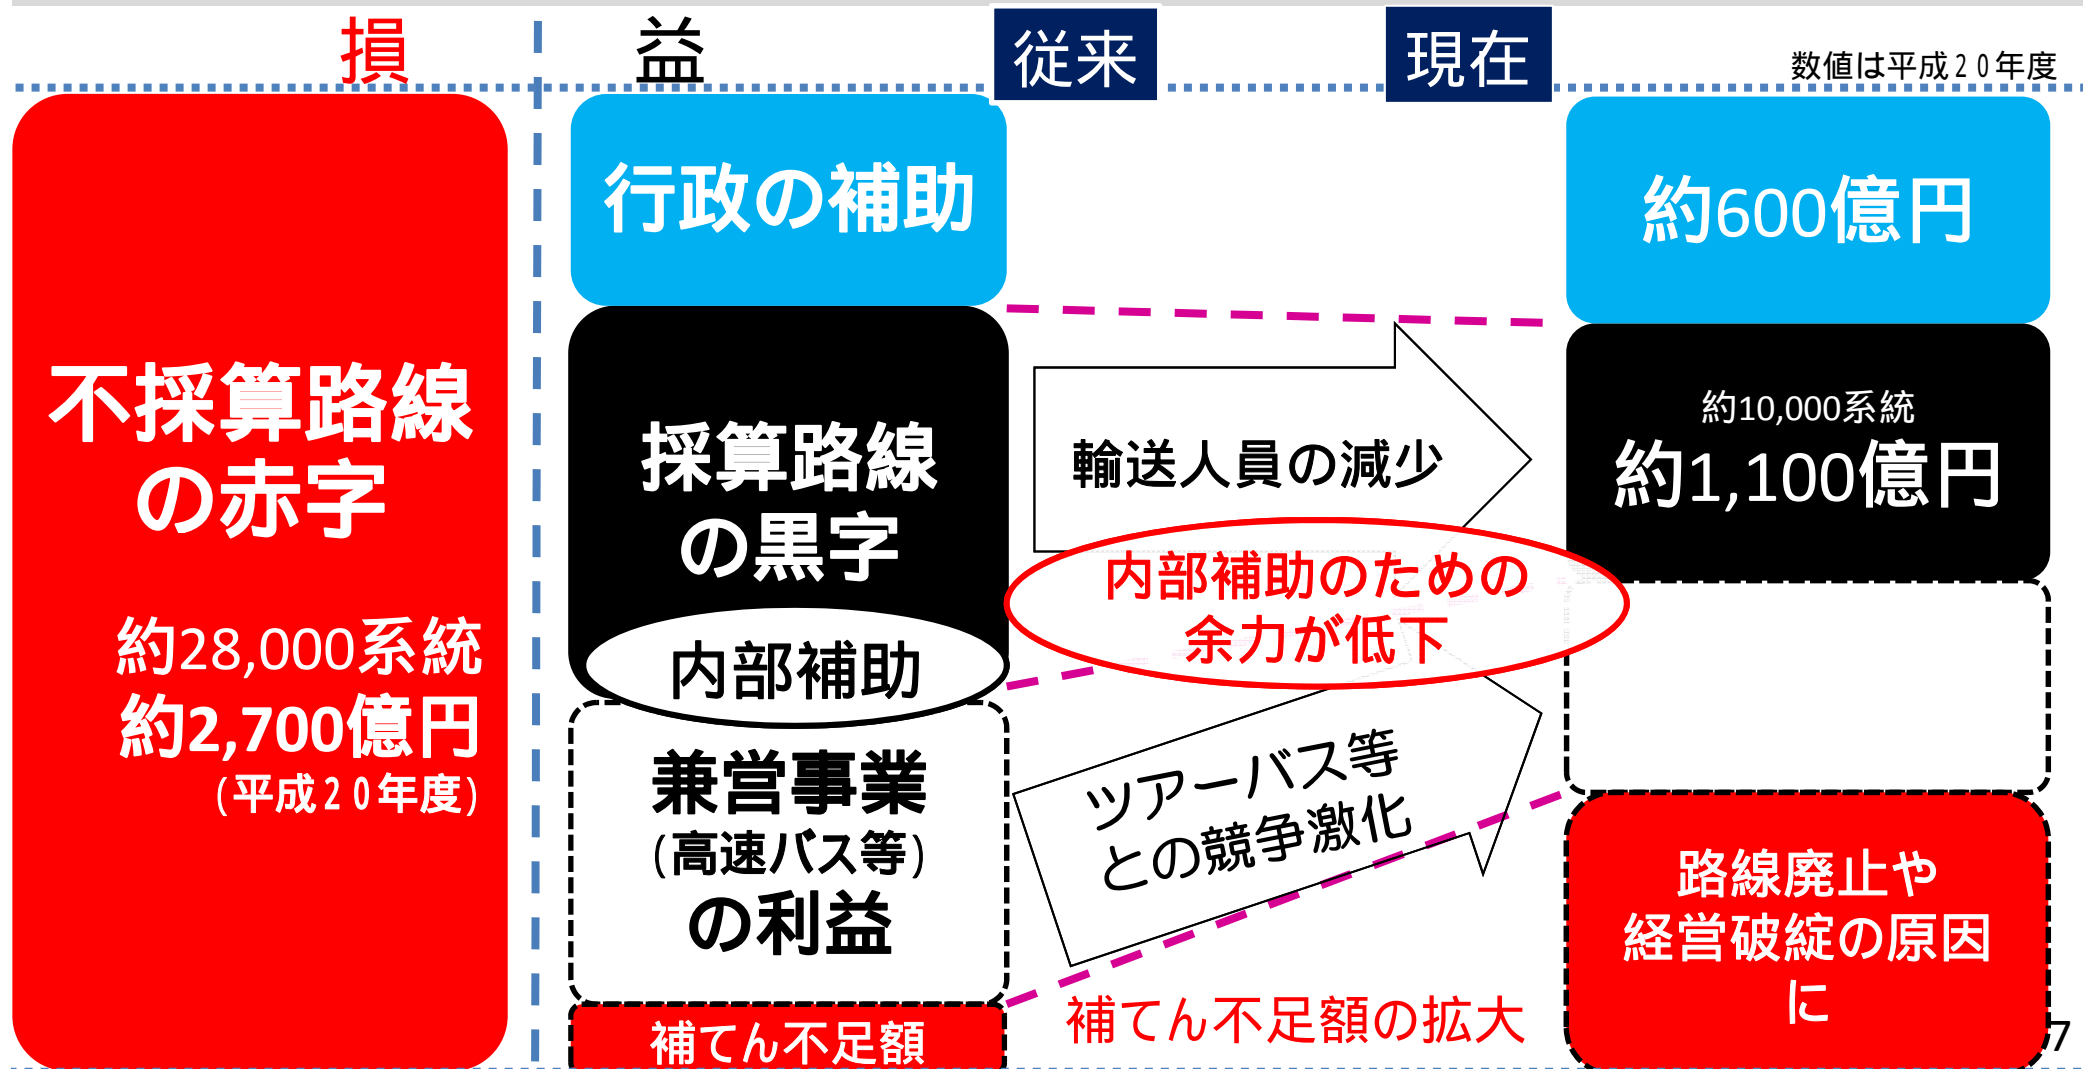 損
益
従来
現在
数値は平成20年度
不採算路線
の赤字
約28,000系統
約2,700億円
(平成20年度)
行政の補助
採算路線
の黒字
内部補助
兼営事業
(高速バス等)
の利益
補てん不足額
輸送人員の減少
内部補助のための
余力が低下
ツアーバス等
との競争激化
補てん不足額の拡大
約600億円
約10,000系統
約1,100億円
路線廃止や
経営破綻の原因
に
7